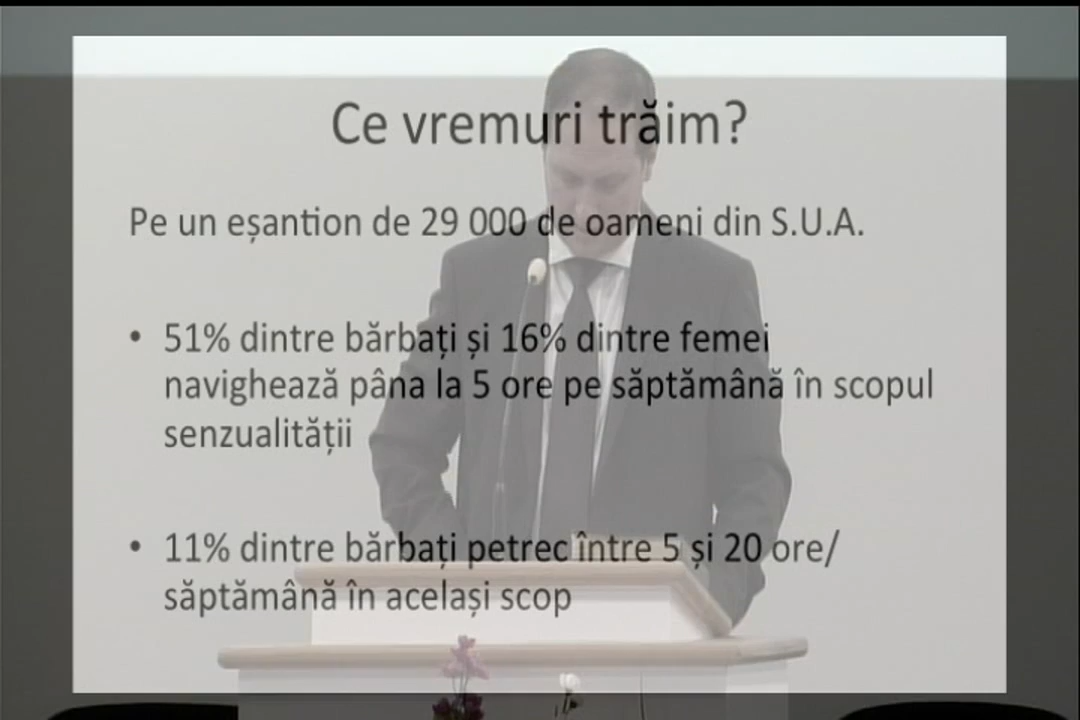 Ce vremuri trăim?
Pe un eșantion de 29 000 de oameni din S.U.A.
• 51% dintre bărbați și 16% dintre femei
navighează pâna la 5 ore pe săptămână în scopul
senzualității
• 11% dintre bărbați petrec între 5 și 20 ore/
săptămână în același scop